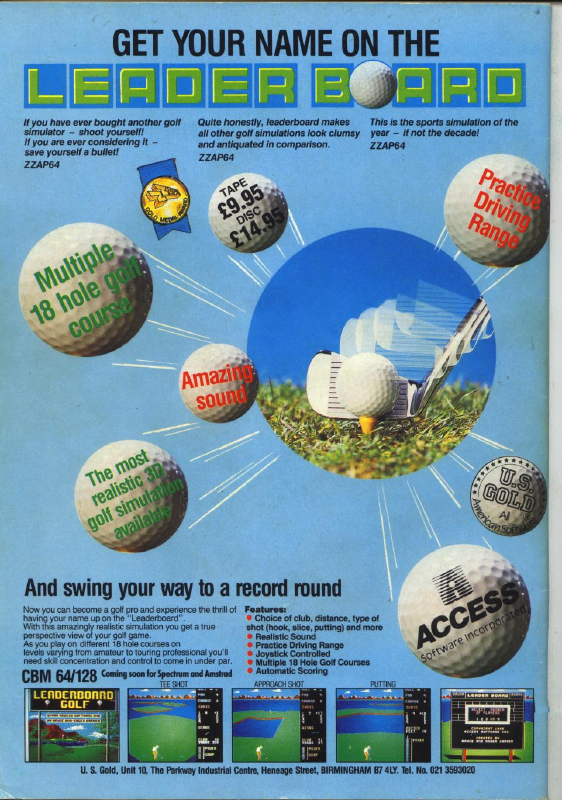 GET YOUR NAME ON THE
LEADER BOARD
If you have ever bought another golf
simulator – shoot yourself!
If you are ever considering it –
save yourself a bullet!
ZZAP64
Quite honestly, leaderboard makes
all other golf simulations look clumsy
and antiquated in comparison.
ZZAP64
This is the sports simulation of the
year – if not the decade!
ZZAP64
GOLD MEDAL AWARD
TAPE
£9.95
DISC
£14.95
Practice
Driving
Range
Multiple
18 hole golf
course
Amazing
sound
The most
realistic 3D
golf simulation
available
U.S.
GOLD
All
American Software
ACCESS
Software Incorporated
And swing your way to a record round
Now you can become a golf pro and experience the thrill of
having your name up on the "Leaderboard".
With this amazingly realistic simulation you get a true
perspective view of your golf game.
As you play on different 18 hole courses on
levels varying from amateur to touring professional you'll
need skill concentration and control to come in under par.
Features:
● Choice of club, distance, type of
shot (hook, slice, putting) and more
● Realistic Sound
● Practice Driving Range
● Joystick Controlled
● Multiple 18 Hole Golf Courses
● Automatic Scoring
CBM 64/128 Coming soon for Spectrum and Amstrad
TEE SHOT
APPROACH SHOT
PUTTING
LEADERBOARD
GOLF
LEADER BOARD
U. S. Gold, Unit 10, The Parkway Industrial Centre, Heneage Street, BIRMINGHAM B7 4LY. Tel. No. 021 3593020